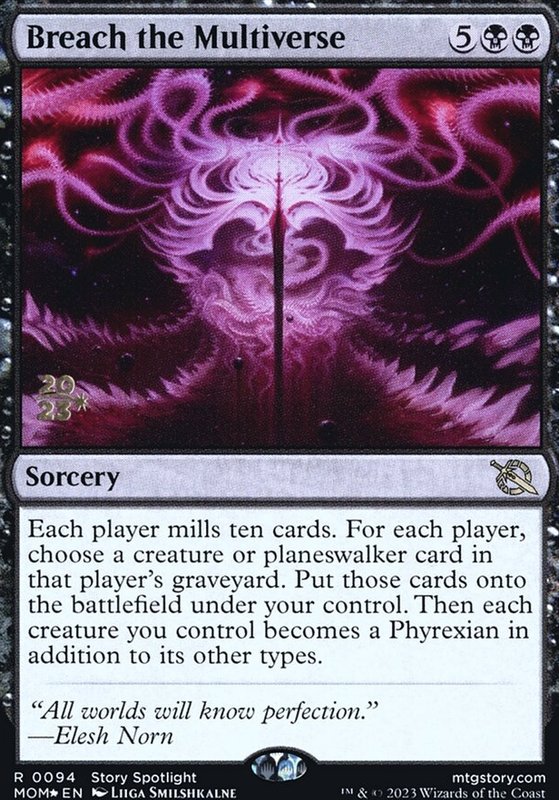 Breach the Multiverse 5
20
23
Sorcery
Each player mills ten cards. For each player,
choose a creature or planeswalker card in
that player's graveyard. Put those cards onto
the battlefield under your control. Then each
creature you control becomes a Phyrexian in
addition to its other types.
“All worlds will know perfection.”
—Elesh Norn
R 0094 Story Spotlight mtgstory.com
MOM★EN LIIGA SMILSHKALNE ™ & © 2023 Wizards of the Coast